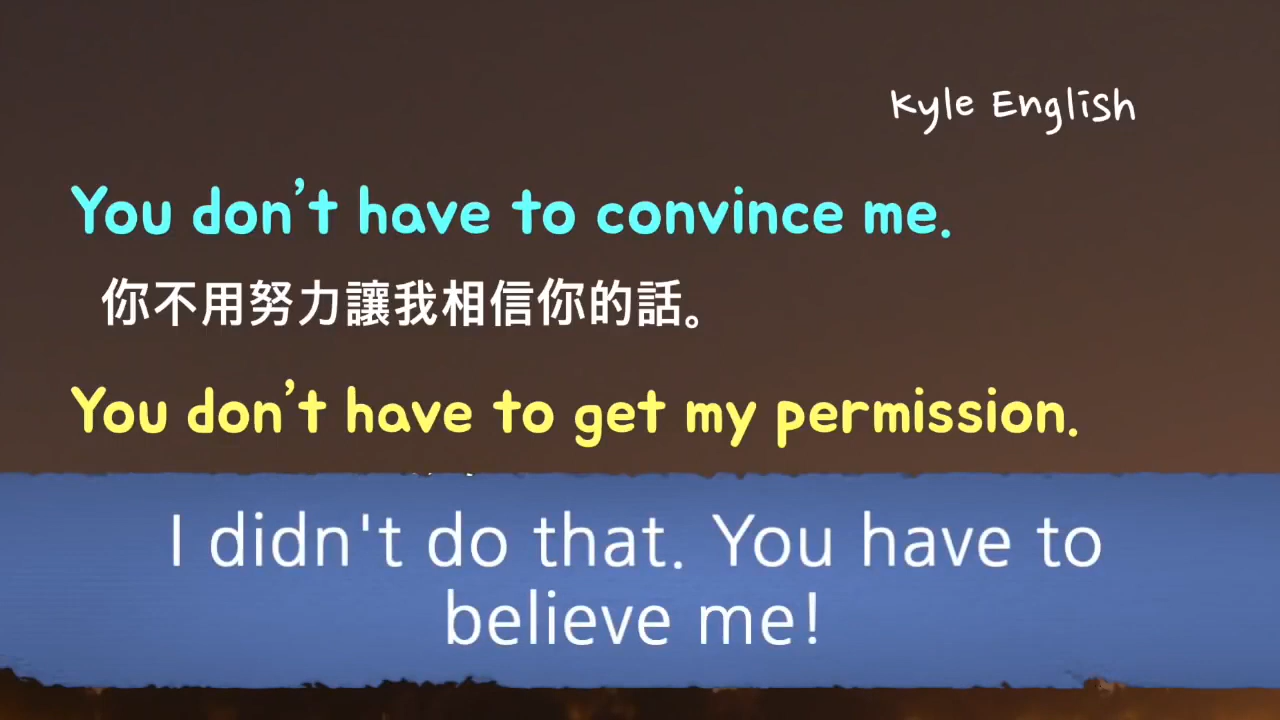 Kyle English
You don't have to convince me.
你不用努力讓我相信你的話。
You don't have to get my permission.
I didn't do that. You have to
believe me!